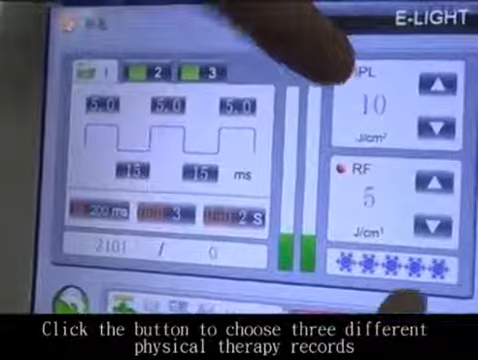 E-LIGHT
1 2 3
IPL
5.0 5.0 5.0
10
J/cm²
15 15 ms
RF
5
J/cm²
200 ms 3 2 S
2101 / 0
Click the button to choose three different
physical therapy records